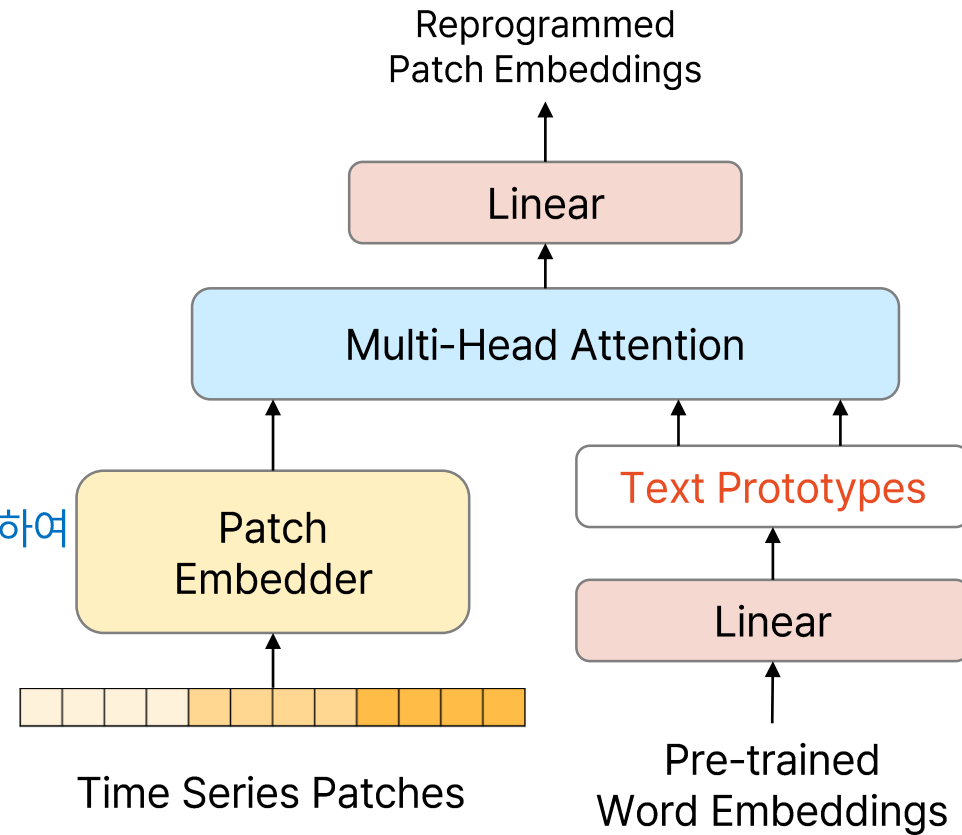 Reprogrammed
Patch Embeddings
Linear
Multi-Head Attention
Text Prototypes
하여
Patch
Embedder
Linear
Time Series Patches
Pre-trained
Word Embeddings